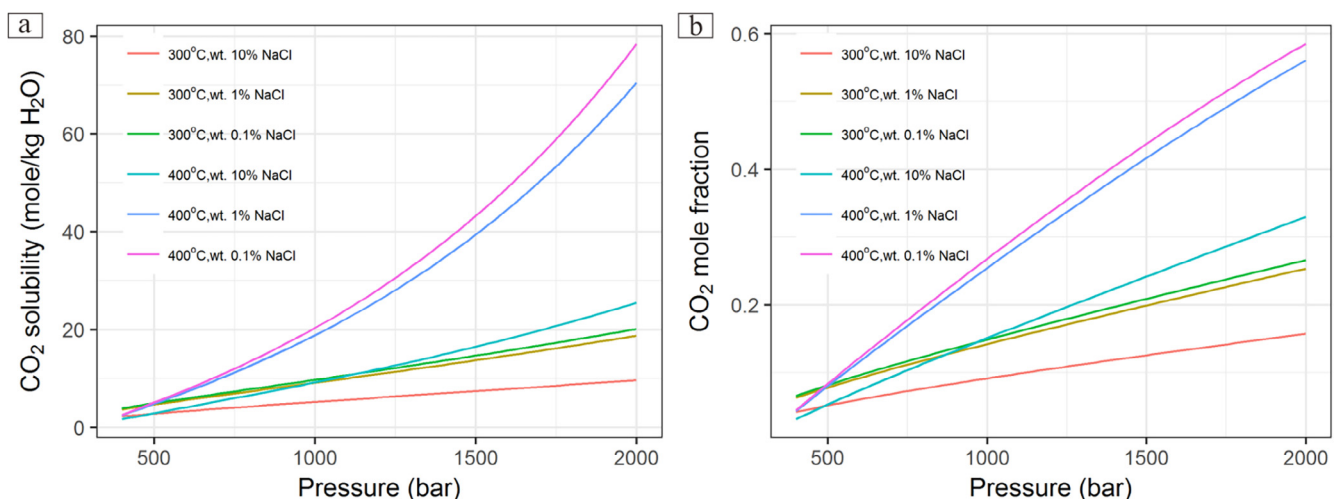 a
CO₂ solubility (mole/kg H₂O)
80
60
40
20
0
300°C,wt. 10% NaCl
300°C,wt. 1% NaCl
300°C,wt. 0.1% NaCl
400°C,wt. 10% NaCl
400°C,wt. 1% NaCl
400°C,wt. 0.1% NaCl
500 1000 1500 2000
Pressure (bar)
b
CO₂ mole fraction
0.6
0.4
0.2
300°C,wt. 10% NaCl
300°C,wt. 1% NaCl
300°C,wt. 0.1% NaCl
400°C,wt. 10% NaCl
400°C,wt. 1% NaCl
400°C,wt. 0.1% NaCl
500 1000 1500 2000
Pressure (bar)